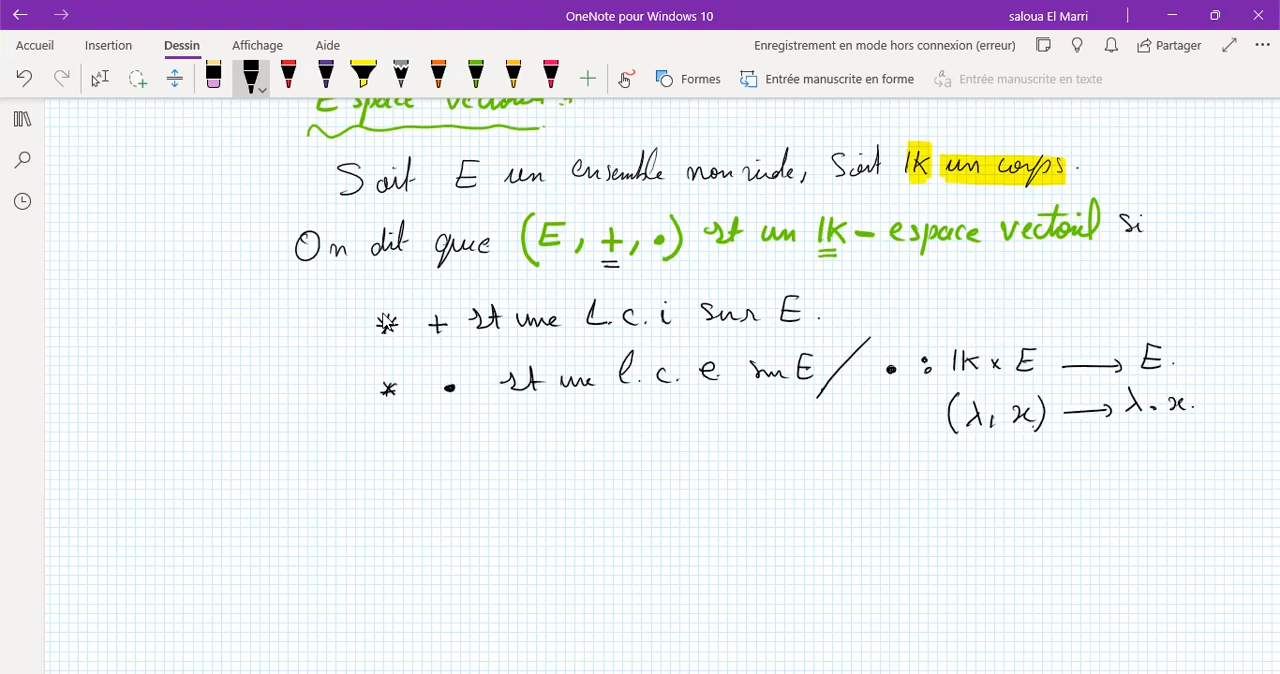 OneNote pour Windows 10
saloua El Marri
Accueil Insertion Dessin Affichage Aide
Enregistrement en mode hors connexion (erreur) Partager
Formes Entrée manuscrite en forme Entrée manuscrite en texte
Espace vectoriel :
Soit E un ensemble non vide, Soit IK un corps.
On dit que (E, +, •) est un IK - espace vectoriel si
* + est une L.c.i sur E.
* • est une l.c.e sur E / • : IK × E ⟶ E.
(λ, x) ⟶ λ . x.